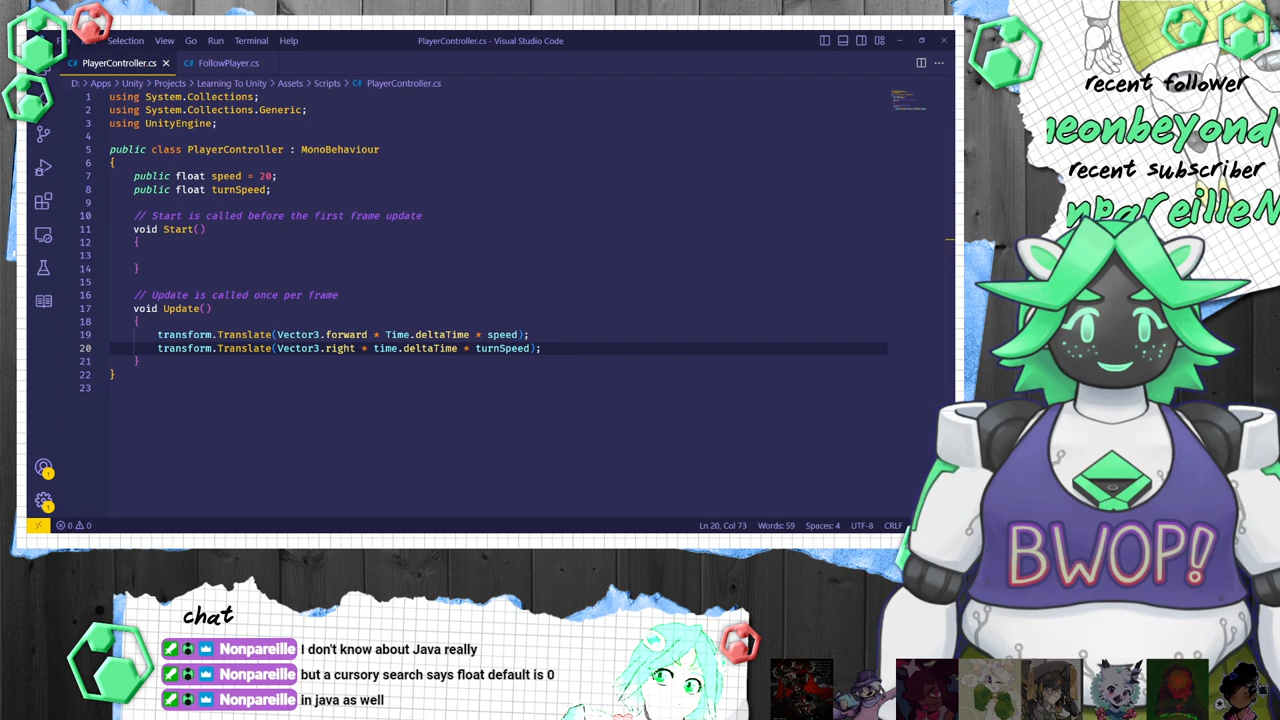 Selection View Go Run Terminal Help
PlayerController.cs - Visual Studio Code
PlayerController.cs
FollowPlayer.cs
D: > Apps > Unity > Projects > Learning To Unity > Assets > Scripts > PlayerController.cs
1 using System.Collections;
2 using System.Collections.Generic;
3 using UnityEngine;
4
5 public class PlayerController : MonoBehaviour
6 {
7 public float speed = 20;
8 public float turnSpeed;
9
10 // Start is called before the first frame update
11 void Start()
12 {
13
14 }
15
16 // Update is called once per frame
17 void Update()
18 {
19 transform.Translate(Vector3.forward * Time.deltaTime * speed);
20 transform.Translate(Vector3.right * time.deltaTime * turnSpeed);
21 }
22 }
23
1
1
0 0
Ln 20, Col 73 Words: 59 Spaces: 4 UTF-8 CRLF
recent follower
eonbeyond
recent subscriber
npareilleN
BWOP!
chat
Nonpareille I don't know about Java really
Nonpareille but a cursory search says float default is 0
Nonpareille in java as well